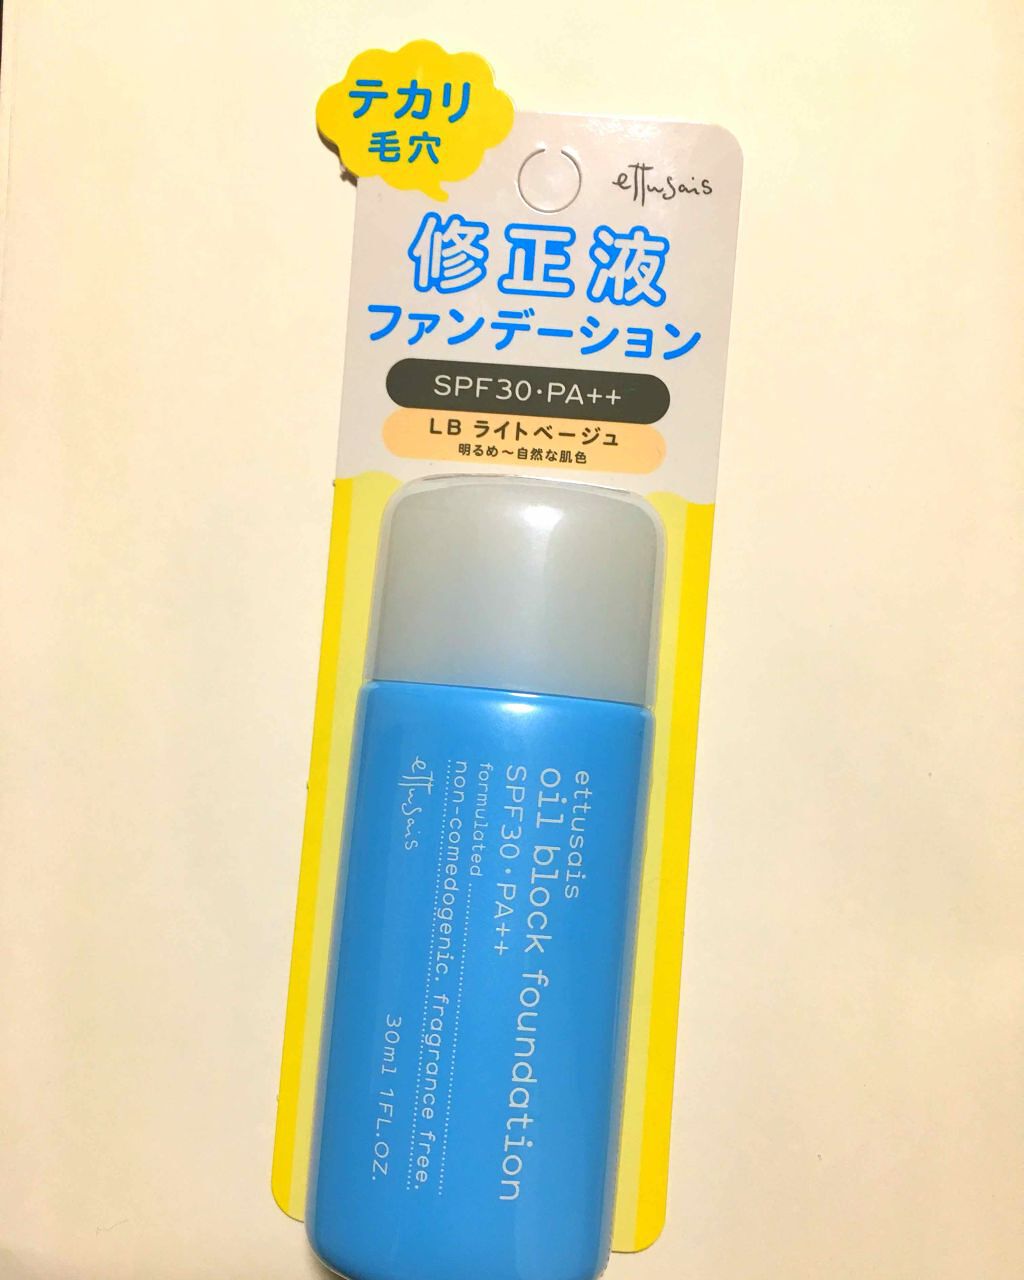 テカリ
毛穴
ettusais
修正液
ファンデーション
SPF30・PA++
LB ライトベージュ
明るめ〜自然な肌色
ettusais
oil block foundation
SPF30・PA++
formulated
non-comedogenic. fragrance free.
ettusais
30ml 1FL.OZ.